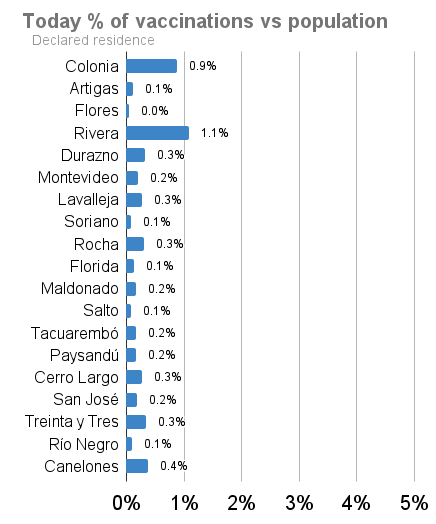 Today % of vaccinations vs population
Declared residence
Colonia 0.9%
Artigas 0.1%
Flores 0.0%
Rivera 1.1%
Durazno 0.3%
Montevideo 0.2%
Lavalleja 0.3%
Soriano 0.1%
Rocha 0.3%
Florida 0.1%
Maldonado 0.2%
Salto 0.1%
Tacuarembó 0.2%
Paysandú 0.2%
Cerro Largo 0.3%
San José 0.2%
Treinta y Tres 0.3%
Río Negro 0.1%
Canelones 0.4%
0% 1% 2% 3% 4% 5%